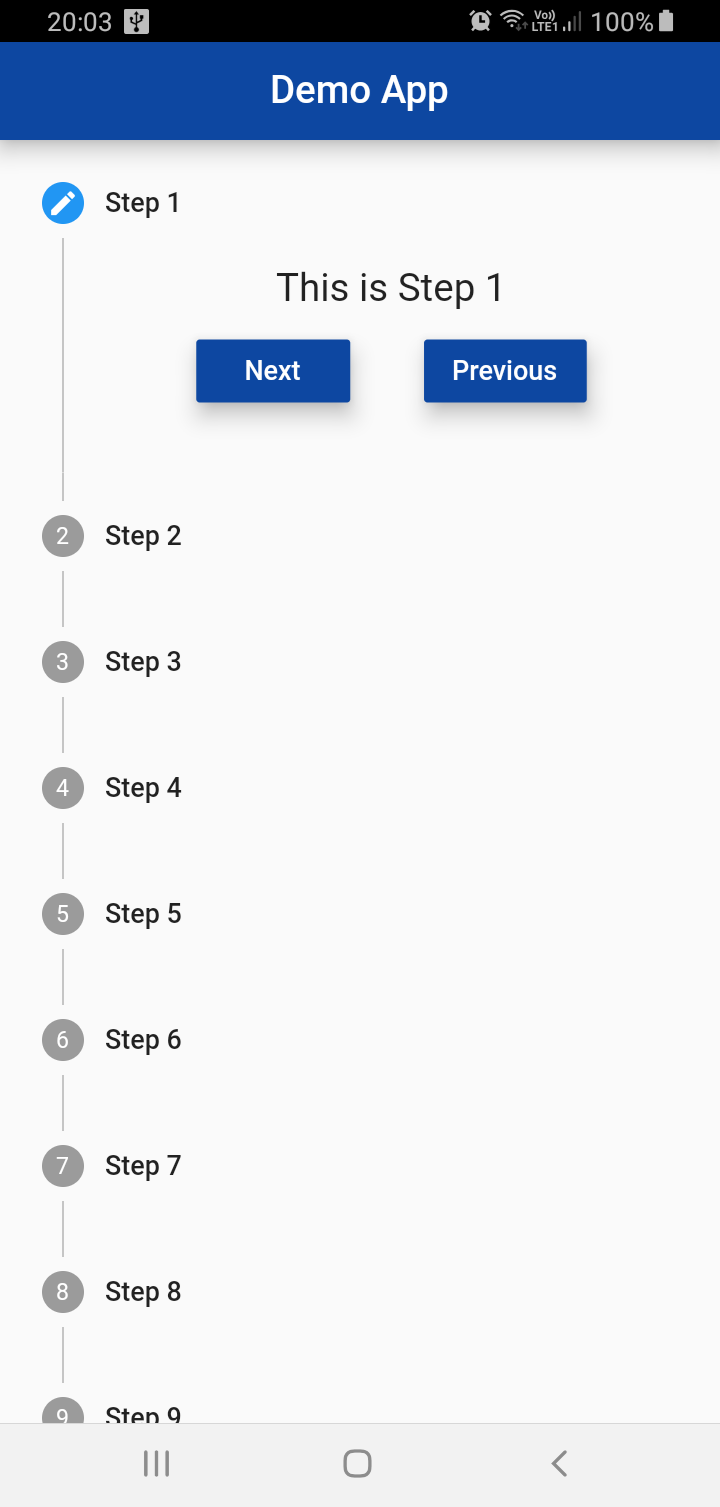 20:03 Vo)) LTE1 100%
Demo App
Step 1
This is Step 1
Next Previous
2 Step 2
3 Step 3
4 Step 4
5 Step 5
6 Step 6
7 Step 7
8 Step 8
9 Step 9